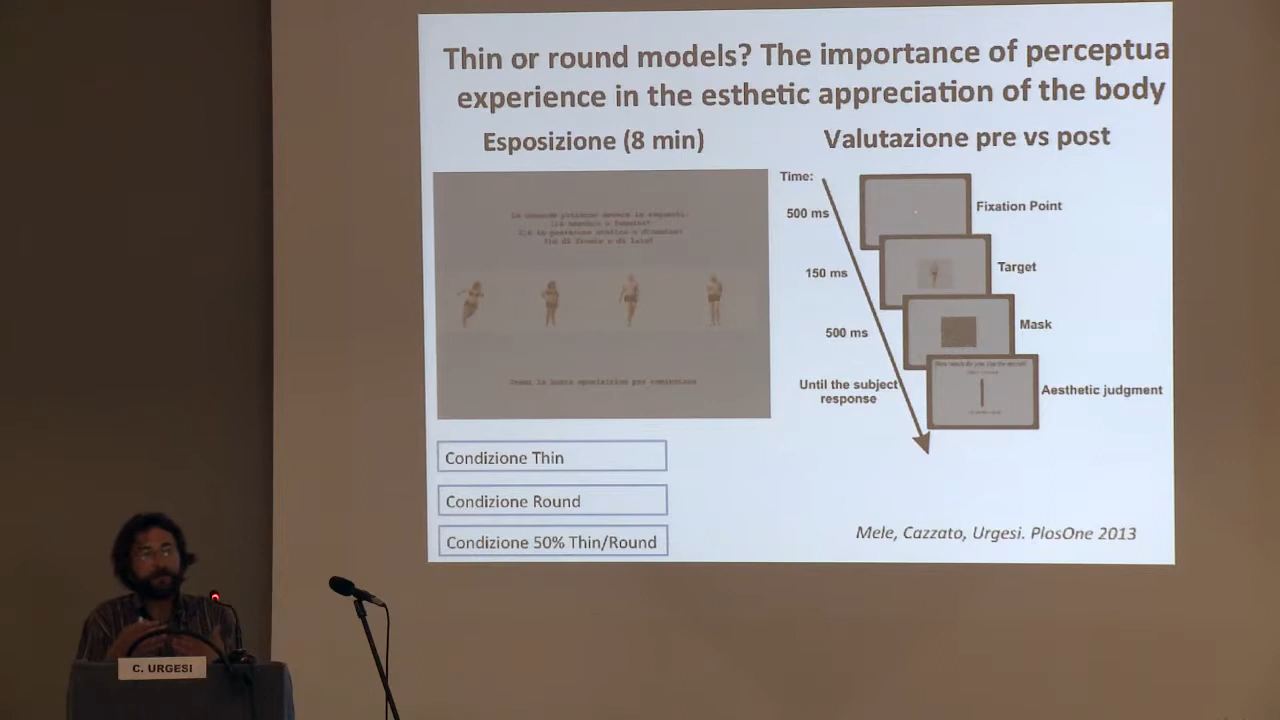 Thin or round models? The importance of perceptua
experience in the esthetic appreciation of the body
Esposizione (8 min)
Valutazione pre vs post
Time:
500 ms
Fixation Point
150 ms
Target
500 ms
Mask
Until the subject
response
Aesthetic judgment
Condizione Thin
Condizione Round
Condizione 50% Thin/Round
Mele, Cazzato, Urgesi. PlosOne 2013
C. URGESI